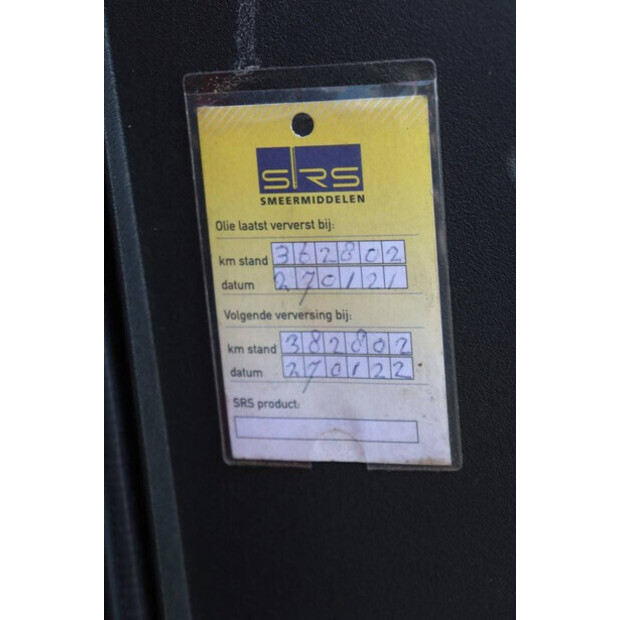 SRS
SMEERMIDDELEN
Olie laatst ververst bij:
km stand 362802
datum 270121
Volgende verversing bij:
km stand 382802
datum 270122
SRS product: